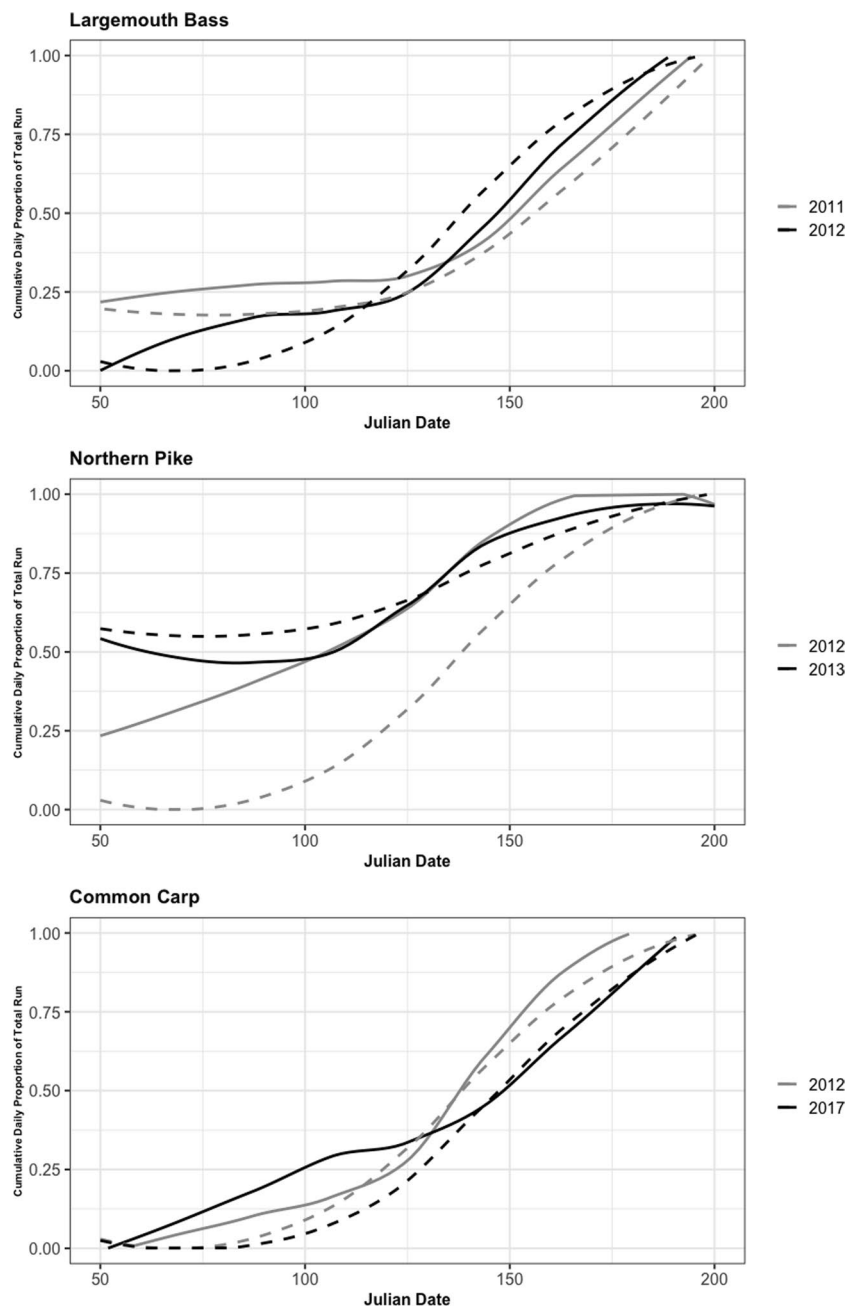 Largemouth Bass
Cumulative Daily Proportion of Total Run
1.00
0.75
0.50
0.25
0.00
50 100 150 200
Julian Date
2011
2012
Northern Pike
Cumulative Daily Proportion of Total Run
1.00
0.75
0.50
0.25
0.00
50 100 150 200
Julian Date
2012
2013
Common Carp
Cumulative Daily Proportion of Total Run
1.00
0.75
0.50
0.25
0.00
50 100 150 200
Julian Date
2012
2017